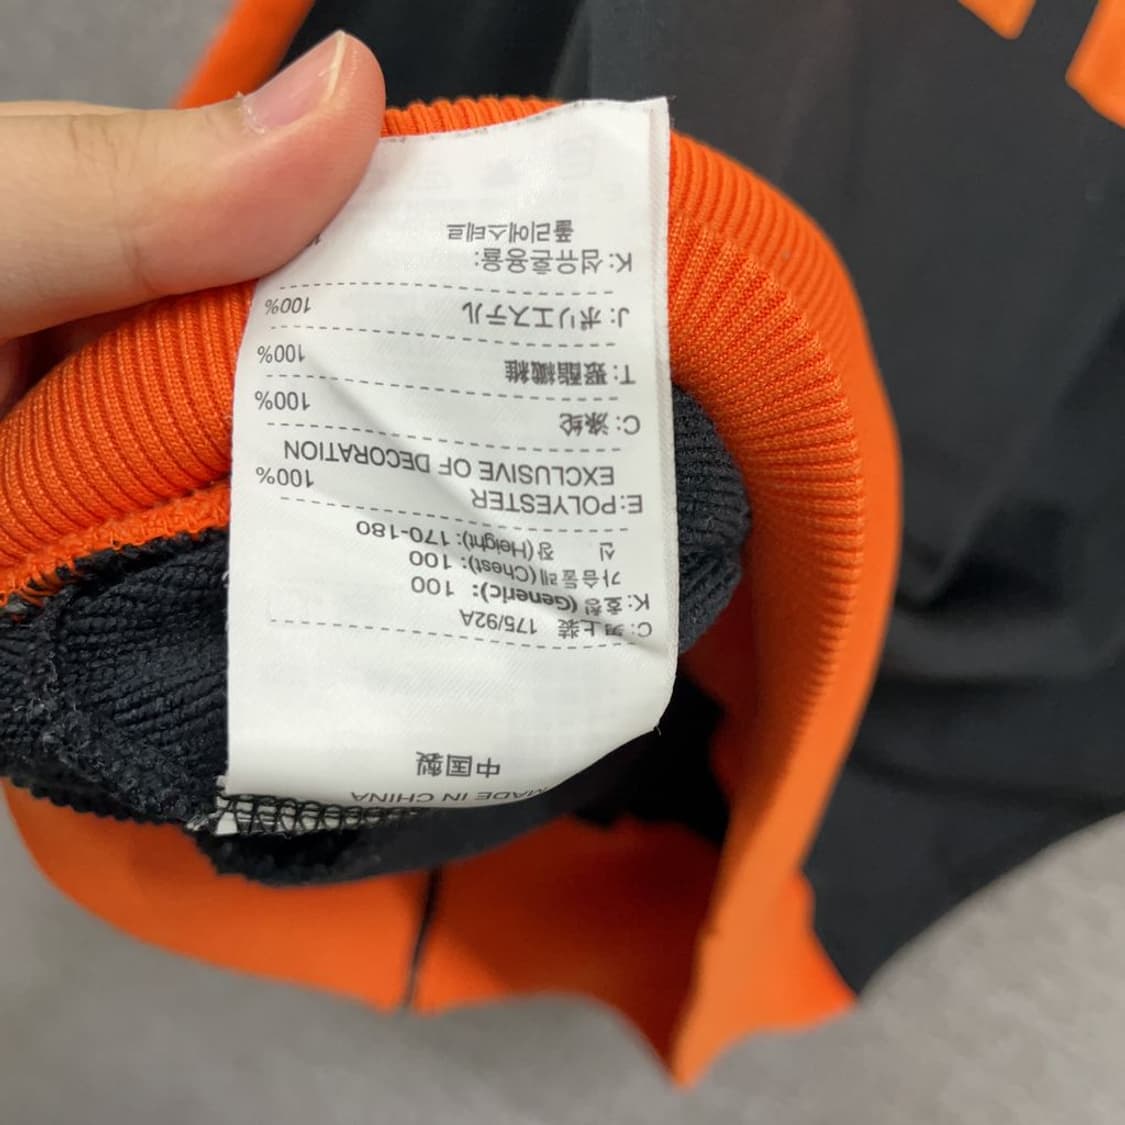 MADE IN CHINA
中国製
C: 男上装 175/92A
K: 호칭 (Generic): 100
가슴둘레 (Chest): 100
신 장 (Height): 170-180
E:POLYESTER 100%
EXCLUSIVE OF DECORATION
C: 涤纶 100%
T: 聚酯纖維 100%
J: ポリエステル 100%
K: 섬유혼용율:
폴리에스테르